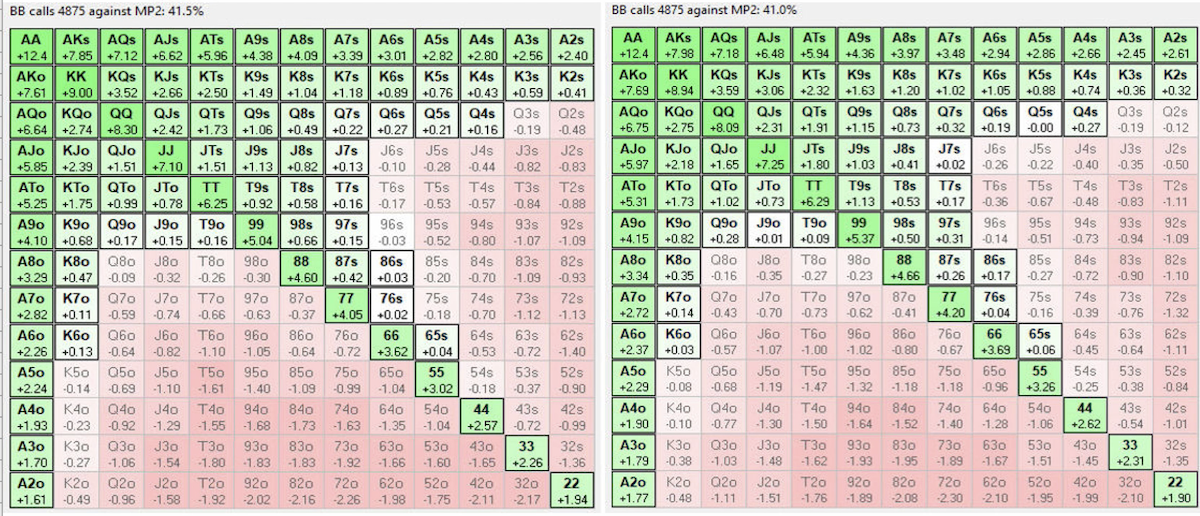 BB calls 4875 against MP2: 41.5%
AA AKs AQs AJs ATs A9s A8s A7s A6s A5s A4s A3s A2s
+12.4 +7.85 +7.12 +6.62 +5.96 +4.38 +4.09 +3.39 +3.01 +2.82 +2.80 +2.56 +2.40
AKo KK KQs KJs KTs K9s K8s K7s K6s K5s K4s K3s K2s
+7.61 +9.00 +3.52 +2.66 +2.50 +1.49 +1.04 +1.18 +0.89 +0.76 +0.43 +0.59 +0.41
AQo KQo QQ QJs QTs Q9s Q8s Q7s Q6s Q5s Q4s Q3s Q2s
+6.64 +2.74 +8.30 +2.42 +1.73 +1.06 +0.49 +0.22 +0.27 +0.21 +0.16 -0.19 -0.48
AJo KJo QJo JJ JTs J9s J8s J7s J6s J5s J4s J3s J2s
+5.85 +2.39 +1.51 +7.10 +1.51 +1.13 +0.82 +0.13 -0.10 -0.28 -0.44 -0.82 -0.83
ATo KTo QTo JTo TT T9s T8s T7s T6s T5s T4s T3s T2s
+5.25 +1.75 +0.99 +0.78 +6.25 +0.92 +0.58 +0.16 -0.17 -0.53 -0.57 -0.84 -0.88
A9o K9o Q9o J9o T9o 99 98s 97s 96s 95s 94s 93s 92s
+4.10 +0.68 +0.17 +0.15 +0.16 +5.04 +0.66 +0.15 -0.03 -0.52 -0.80 -1.07 -1.09
A8o K8o Q8o J8o T8o 98o 88 87s 86s 85s 84s 83s 82s
+3.29 +0.47 -0.09 -0.32 -0.26 -0.30 +4.60 +0.42 +0.03 -0.20 -0.70 -1.09 -0.93
A7o K7o Q7o J7o T7o 97o 87o 77 76s 75s 74s 73s 72s
+2.82 +0.11 -0.59 -0.74 -0.66 -0.63 -0.37 +4.05 +0.02 -0.18 -0.70 -1.12 -1.13
A6o K6o Q6o J6o T6o 96o 86o 76o 66 65s 64s 63s 62s
+2.26 +0.13 -0.64 -0.82 -1.10 -1.05 -0.64 -0.72 +3.62 +0.04 -0.53 -0.72 -1.40
A5o K5o Q5o J5o T5o 95o 85o 75o 65o 55 54s 53s 52s
+2.24 -0.14 -0.69 -1.10 -1.61 -1.40 -1.09 -0.99 -1.04 +3.02 -0.18 -0.37 -0.90
A4o K4o Q4o J4o T4o 94o 84o 74o 64o 54o 44 43s 42s
+1.93 -0.23 -0.92 -1.29 -1.55 -1.68 -1.73 -1.63 -1.35 -1.04 +2.57 -0.72 -0.99
A3o K3o Q3o J3o T3o 93o 83o 73o 63o 53o 43o 33 32s
+1.70 -0.27 -1.06 -1.54 -1.80 -1.83 -1.83 -1.92 -1.66 -1.60 -1.65 +2.26 -1.36
A2o K2o Q2o J2o T2o 92o 82o 72o 62o 52o 42o 32o 22
+1.61 -0.49 -0.96 -1.58 -1.92 -2.02 -2.16 -2.26 -1.98 -1.75 -2.11 -2.17 +1.94
BB calls 4875 against MP2: 41.0%
AA AKs AQs AJs ATs A9s A8s A7s A6s A5s A4s A3s A2s
+12.4 +7.98 +7.18 +6.48 +5.94 +4.36 +3.97 +3.48 +2.94 +2.86 +2.66 +2.45 +2.61
AKo KK KQs KJs KTs K9s K8s K7s K6s K5s K4s K3s K2s
+7.69 +8.94 +3.59 +3.06 +2.32 +1.63 +1.20 +1.02 +1.05 +0.88 +0.74 +0.36 +0.32
AQo KQo QQ QJs QTs Q9s Q8s Q7s Q6s Q5s Q4s Q3s Q2s
+6.75 +2.75 +8.09 +2.31 +1.91 +1.15 +0.73 +0.32 +0.19 -0.00 +0.27 -0.19 -0.12
AJo KJo QJo JJ JTs J9s J8s J7s J6s J5s J4s J3s J2s
+5.97 +2.18 +1.65 +7.25 +1.80 +1.03 +0.41 +0.02 -0.26 -0.22 -0.40 -0.35 -0.50
ATo KTo QTo JTo TT T9s T8s T7s T6s T5s T4s T3s T2s
+5.31 +1.73 +1.02 +0.73 +6.29 +1.13 +0.53 +0.17 -0.36 -0.67 -0.48 -0.83 -1.11
A9o K9o Q9o J9o T9o 99 98s 97s 96s 95s 94s 93s 92s
+4.15 +0.82 +0.28 +0.01 +0.09 +5.37 +0.50 +0.31 -0.14 -0.51 -0.73 -0.94 -1.09
A8o K8o Q8o J8o T8o 98o 88 87s 86s 85s 84s 83s 82s
+3.34 +0.35 -0.16 -0.35 -0.27 -0.23 +4.66 +0.26 +0.17 -0.27 -0.72 -0.90 -1.10
A7o K7o Q7o J7o T7o 97o 87o 77 76s 75s 74s 73s 72s
+2.72 +0.14 -0.43 -0.70 -0.73 -0.62 -0.41 +4.20 +0.04 -0.16 -0.39 -0.76 -1.32
A6o K6o Q6o J6o T6o 96o 86o 76o 66 65s 64s 63s 62s
+2.37 +0.03 -0.57 -1.07 -1.00 -1.02 -0.80 -0.67 +3.69 +0.06 -0.45 -0.64 -1.11
A5o K5o Q5o J5o T5o 95o 85o 75o 65o 55 54s 53s 52s
+2.29 -0.08 -0.68 -1.19 -1.47 -1.32 -1.18 -1.18 -0.96 +3.26 -0.25 -0.38 -0.84
A4o K4o Q4o J4o T4o 94o 84o 74o 64o 54o 44 43s 42s
+1.90 -0.10 -0.77 -1.30 -1.50 -1.64 -1.52 -1.40 -1.28 -1.06 +2.62 -0.54 -1.01
A3o K3o Q3o J3o T3o 93o 83o 73o 63o 53o 43o 33 32s
+1.79 -0.38 -1.03 -1.48 -1.62 -1.93 -1.95 -1.89 -1.67 -1.51 -1.45 +2.31 -1.35
A2o K2o Q2o J2o T2o 92o 82o 72o 62o 52o 42o 32o 22
+1.77 -0.48 -1.11 -1.51 -1.76 -1.89 -2.08 -2.30 -2.10 -1.95 -1.99 -2.10 +1.90